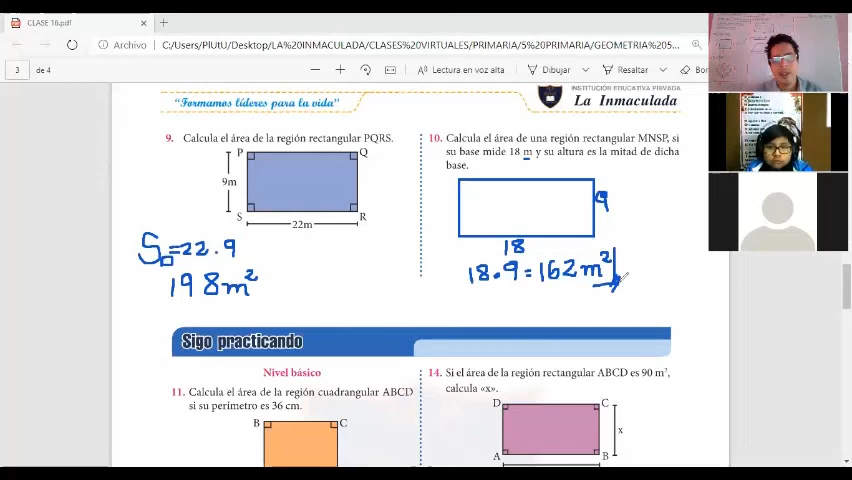 CLASE 16.pdf
Archivo
C:/Users/PlUtU/Desktop/LA%20INMACULADA/CLASES%20VIRTUALES/PRIMARIA/5%20PRIMARIA/GEOMETRIA%205...
3 de 4
Lectura en voz alta
Dibujar
Resaltar
Bor
INSTITUCIÓN EDUCATIVA PRIVADA
"Formamos líderes para la vida"
La Inmaculada
9. Calcula el área de la región rectangular PQRS.
P
Q
9m
S
R
22m
S□=22.9
198m²
10. Calcula el área de una región rectangular MNSP, si
su base mide 18 m y su altura es la mitad de dicha
base.
9
18
18.9=162m²
Sigo practicando
Nivel básico
11. Calcula el área de la región cuadrangular ABCD
si su perímetro es 36 cm.
B
C
14. Si el área de la región rectangular ABCD es 90 m²,
calcula «x».
D
C
x
A
B